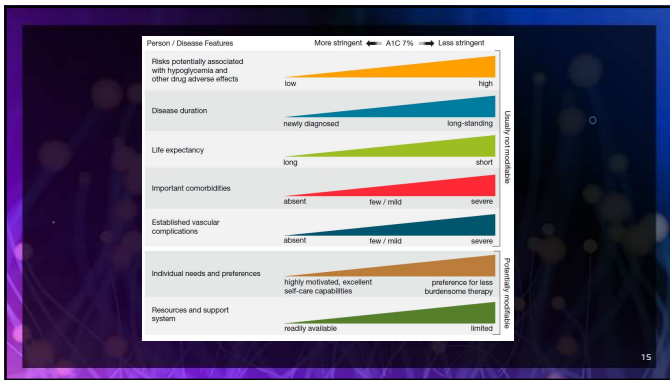 Person / Disease Features More stringent A1C 7% Less stringent
Risks potentially associated
with hypoglycemia and
other drug adverse effects
low high
Disease duration
newly diagnosed long-standing
Life expectancy
long short
Important comorbidities
absent few / mild severe
Established vascular
complications
absent few / mild severe
Usually not modifiable
Individual needs and preferences
highly motivated, excellent
self-care capabilities
preference for less
burdensome therapy
Resources and support
system
readily available limited
Potentially modifiable
15